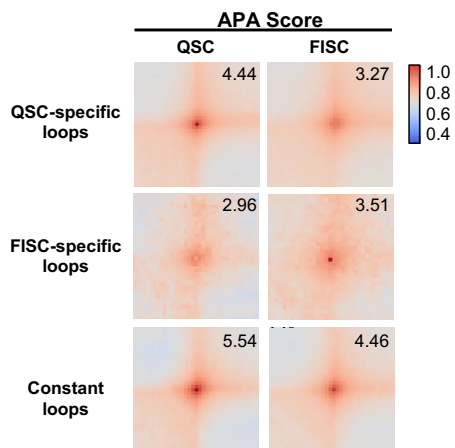 APA Score
QSC FISC
QSC-specific
loops
4.44 3.27
1.0
0.8
0.6
0.4
FISC-specific
loops
2.96 3.51
Constant
loops
5.54 4.46